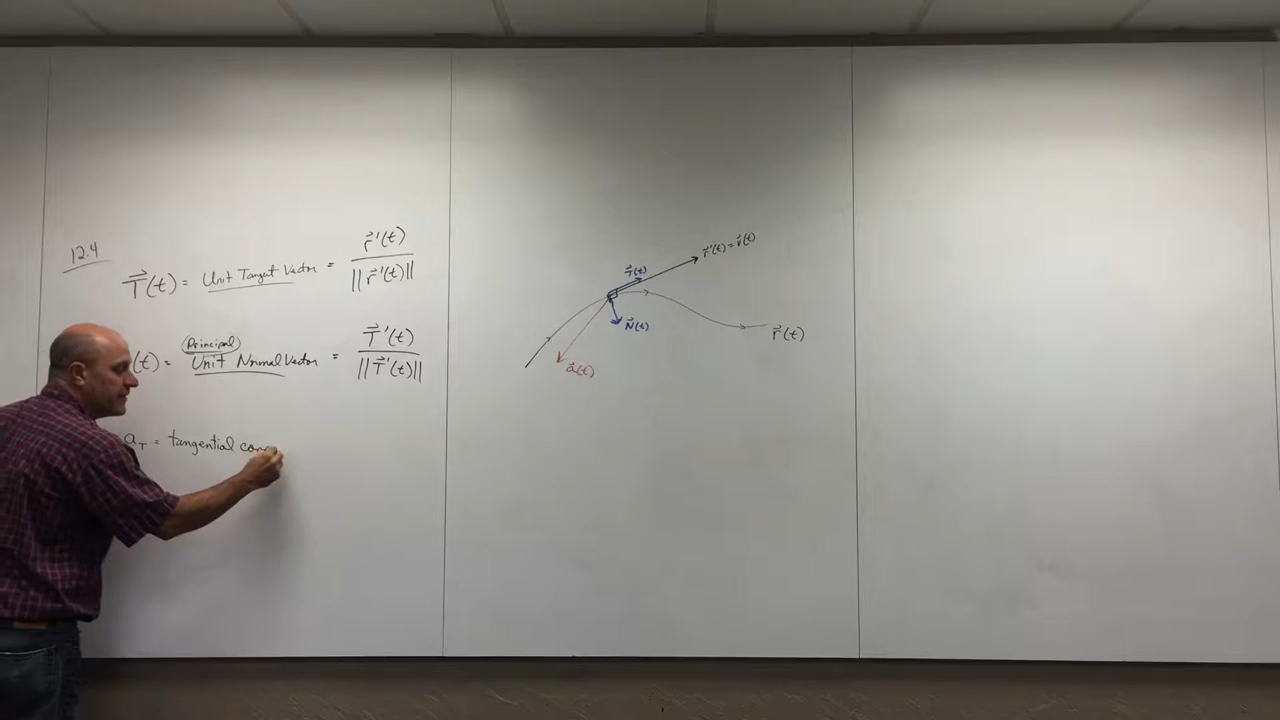 12.4
T⃗(t) = Unit Tangent Vector = r⃗'(t) / ||r⃗'(t)||
Principal
(t) = Unit Normal Vector = T⃗'(t) / ||T⃗'(t)||
a_T = tangential com
r⃗'(t) = v⃗(t)
T⃗(t)
N⃗(t)
r⃗(t)
a⃗(t)